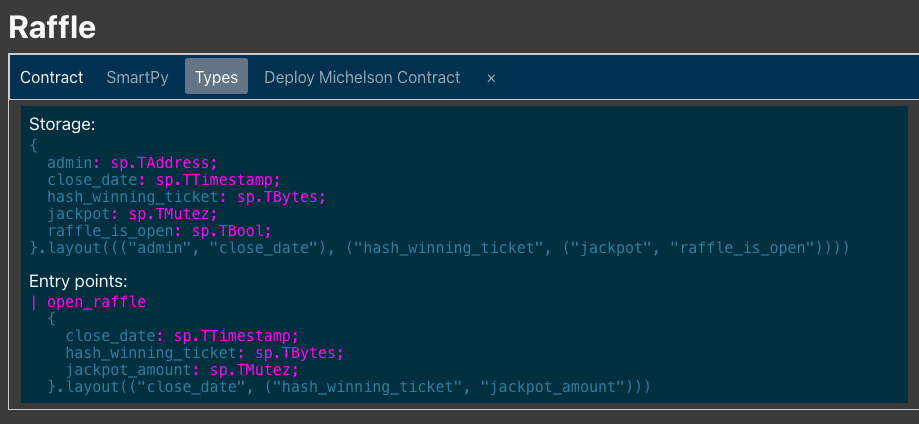 Raffle
Contract SmartPy Types Deploy Michelson Contract ×
Storage:
{
  admin: sp.TAddress;
  close_date: sp.TTimestamp;
  hash_winning_ticket: sp.TBytes;
  jackpot: sp.TMutez;
  raffle_is_open: sp.TBool;
}.layout((("admin", "close_date"), ("hash_winning_ticket", ("jackpot", "raffle_is_open"))))
Entry points:
| open_raffle
  {
    close_date: sp.TTimestamp;
    hash_winning_ticket: sp.TBytes;
    jackpot_amount: sp.TMutez;
  }.layout(("close_date", ("hash_winning_ticket", "jackpot_amount")))